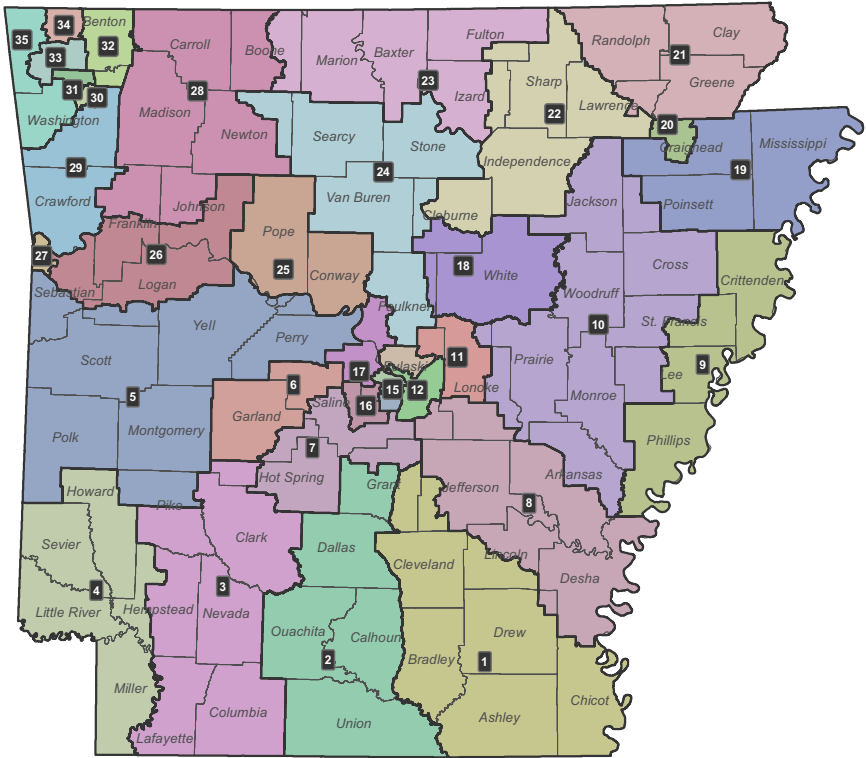 34
Benton
35
32
33
Carroll
Boone
Marion
Baxter
Fulton
Randolph
Clay
21
31
30
28
23
Izard
Sharp
Greene
Washington
Madison
22
Lawrence
20
Newton
Searcy
Stone
Craighead
Mississippi
29
24
Independence
19
Crawford
Johnson
Van Buren
Cleburne
Jackson
Poinsett
Franklin
Pope
27
26
25
18
Cross
Sebastian
Logan
Conway
White
Woodruff
Crittenden
Faulkner
Yell
Perry
10
St. Francis
Scott
11
Prairie
9
6
17
Pulaski
Lee
5
15
12
Lonoke
Monroe
Saline
16
Garland
Polk
Montgomery
7
Phillips
Hot Spring
Arkansas
Howard
Grant
Jefferson
Pike
8
Sevier
Clark
Dallas
Cleveland
Lincoln
Desha
4
3
Little River
Hempstead
Nevada
Ouachita
Calhoun
Drew
2
Bradley
1
Miller
Chicot
Lafayette
Columbia
Union
Ashley